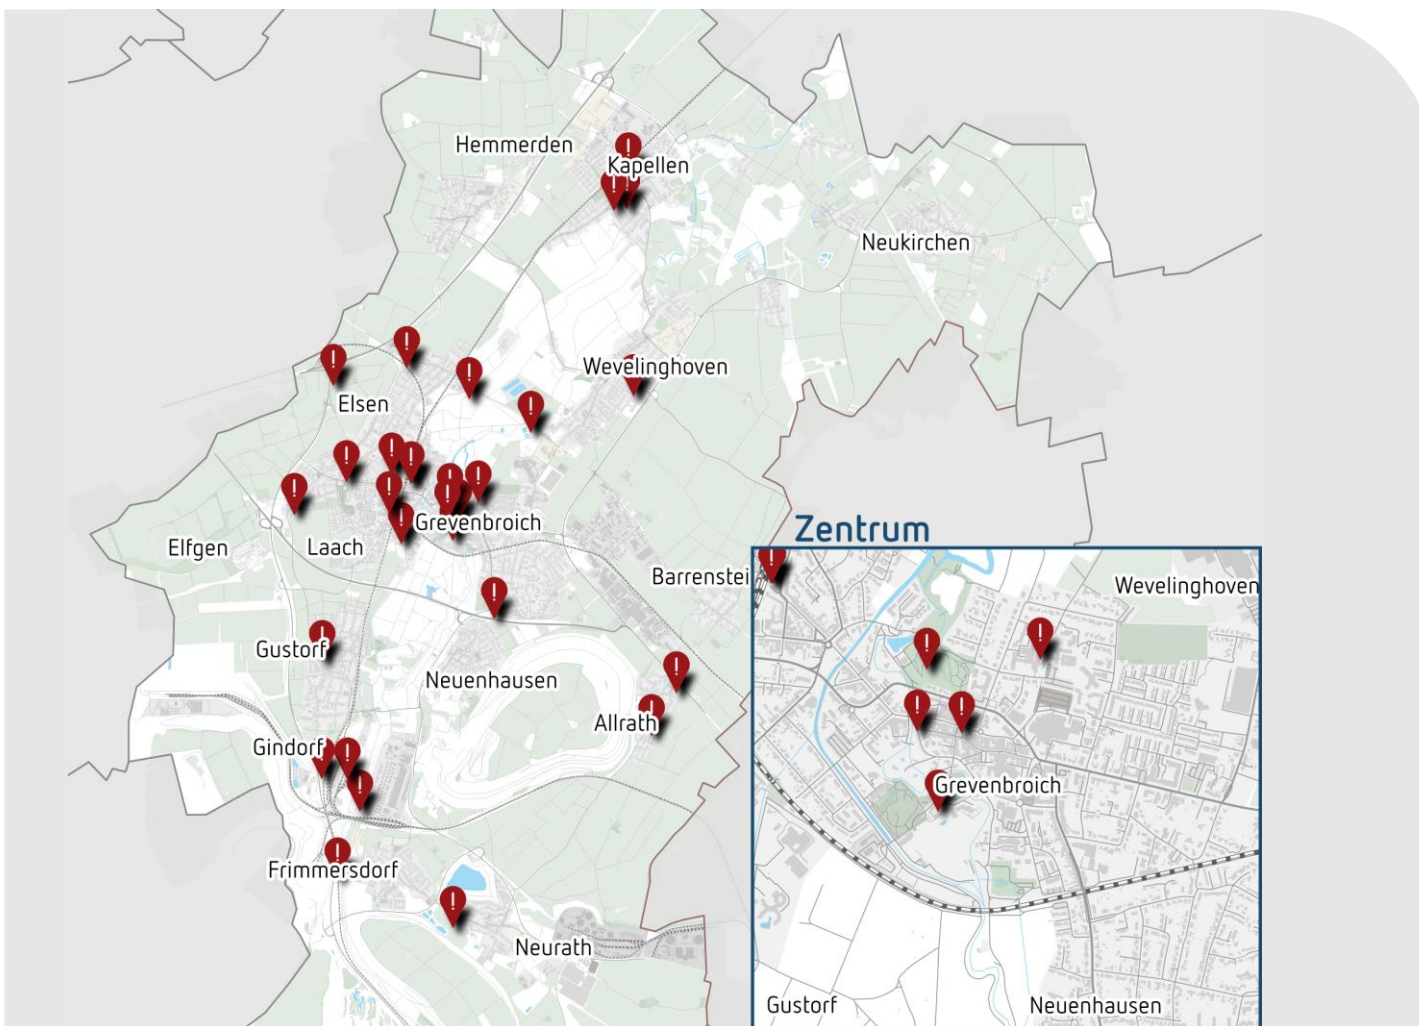 Hemmerden
Kapellen
Neukirchen
Wevelinghoven
Elsen
Grevenbroich
Elfgen
Laach
Zentrum
Barrenstei
Wevelinghoven
Gustorf
Neuenhausen
Allrath
Gindorf
Grevenbroich
Frimmersdorf
Neurath
Gustorf
Neuenhausen